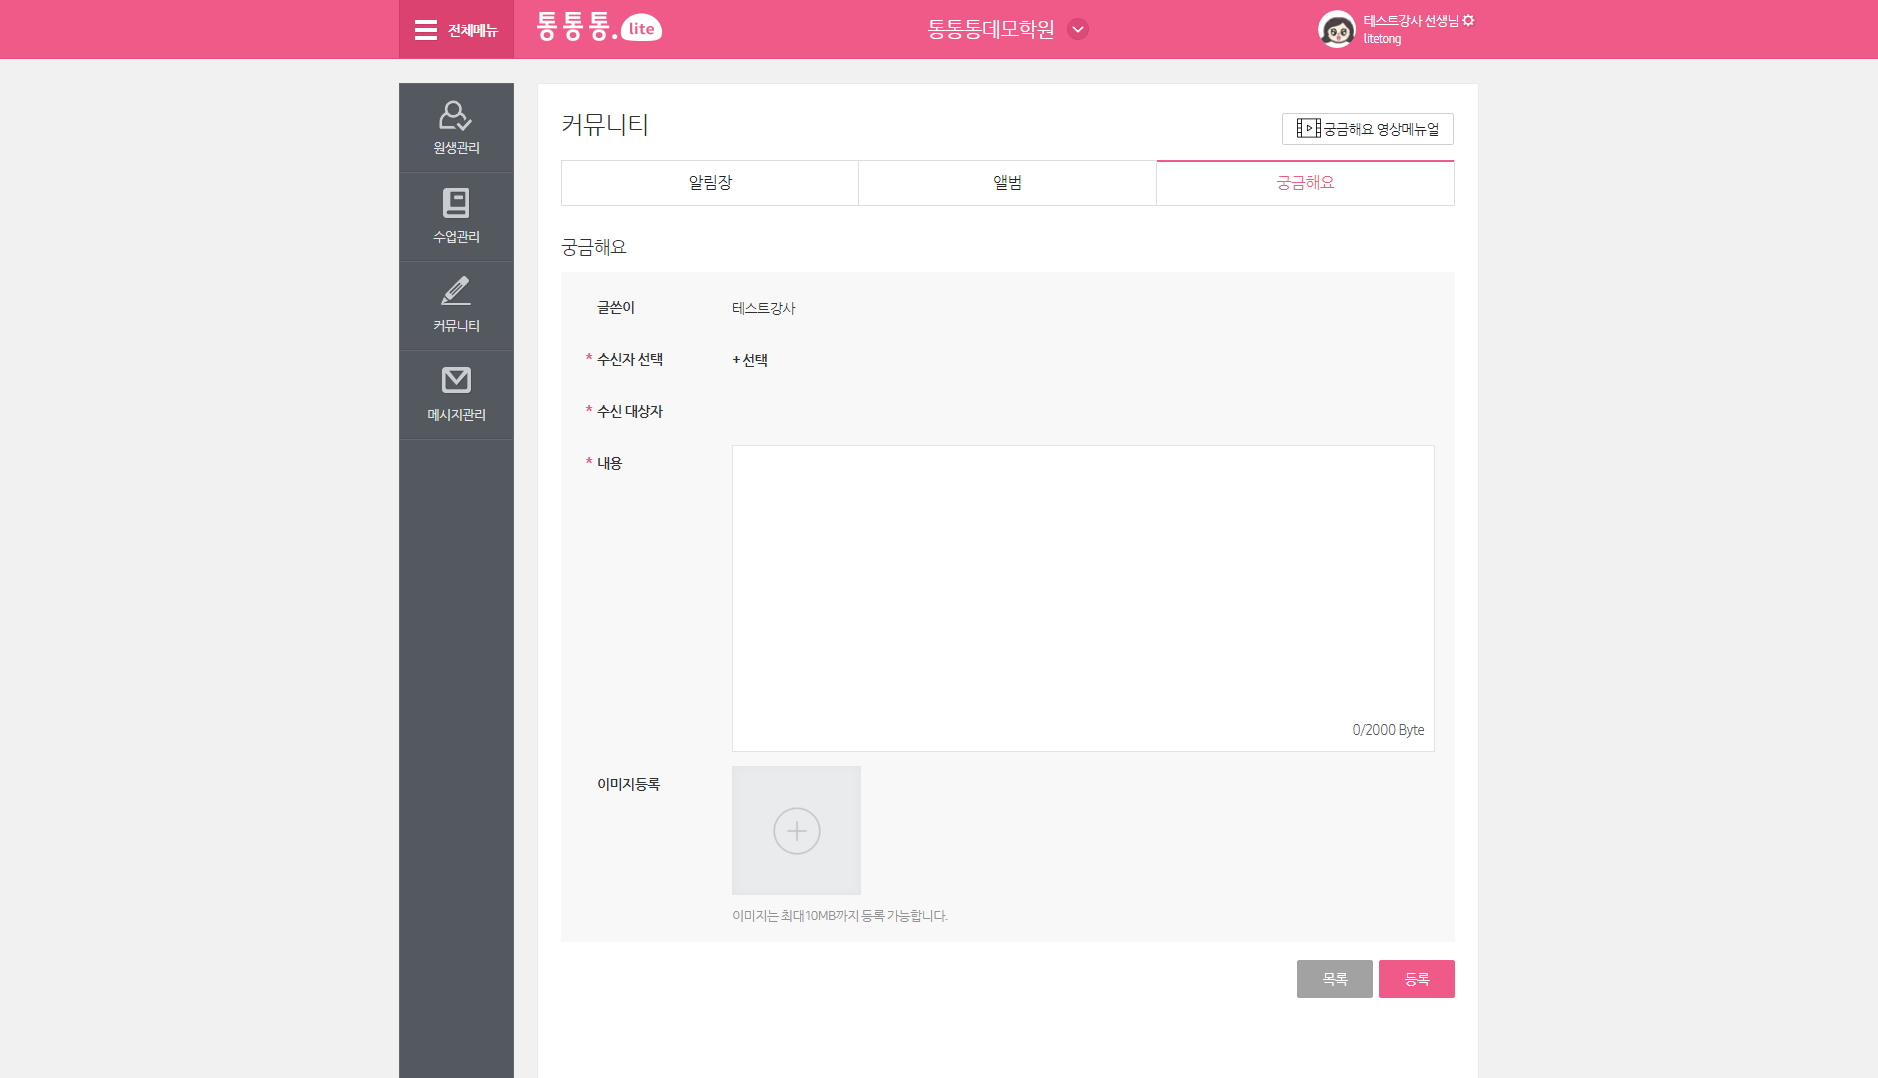 전체메뉴
통통통.lite
통통통데모학원
테스트강사 선생님
litetong
원생관리
수업관리
커뮤니티
메시지관리
커뮤니티
궁금해요 영상메뉴얼
알림장
앨범
궁금해요
궁금해요
글쓴이
테스트강사
* 수신자 선택
+ 선택
* 수신 대상자
* 내용
0/2000 Byte
이미지등록
이미지는 최대10MB까지 등록 가능합니다.
목록
등록